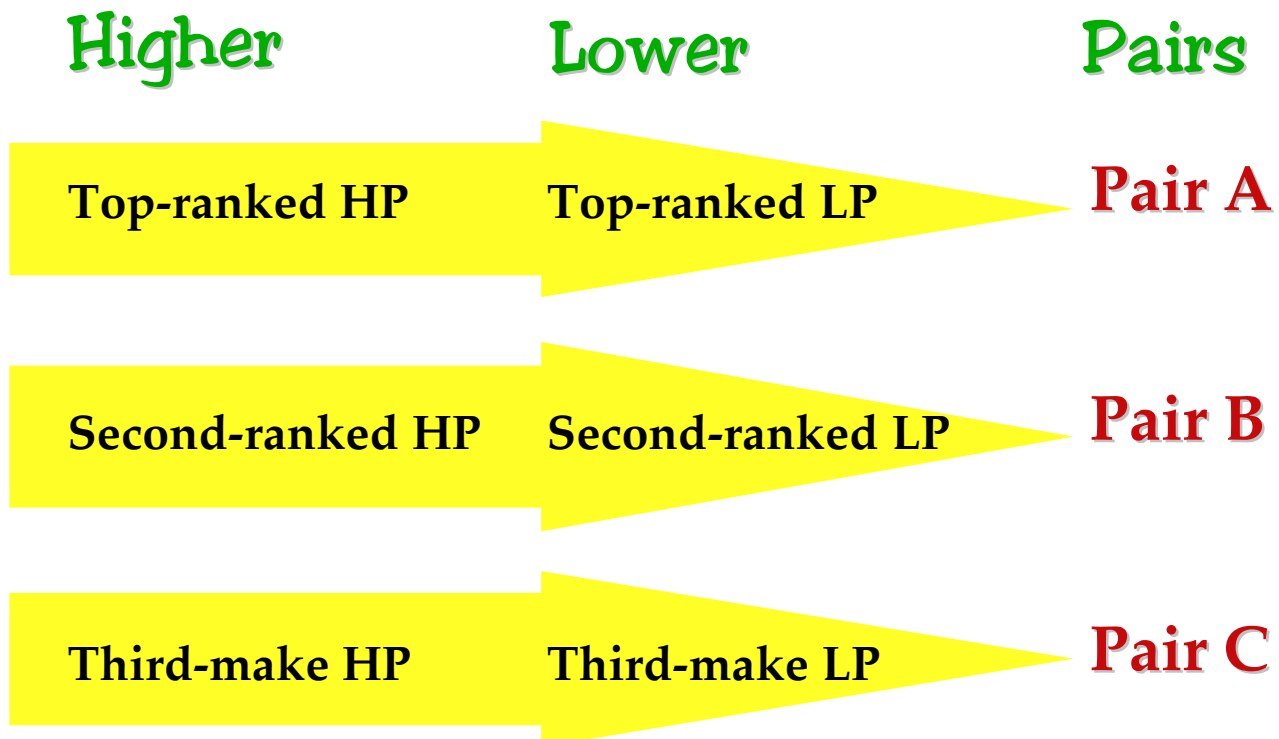 Higher Lower Pairs
Top-ranked HP Top-ranked LP Pair A
Second-ranked HP Second-ranked LP Pair B
Third-make HP Third-make LP Pair C